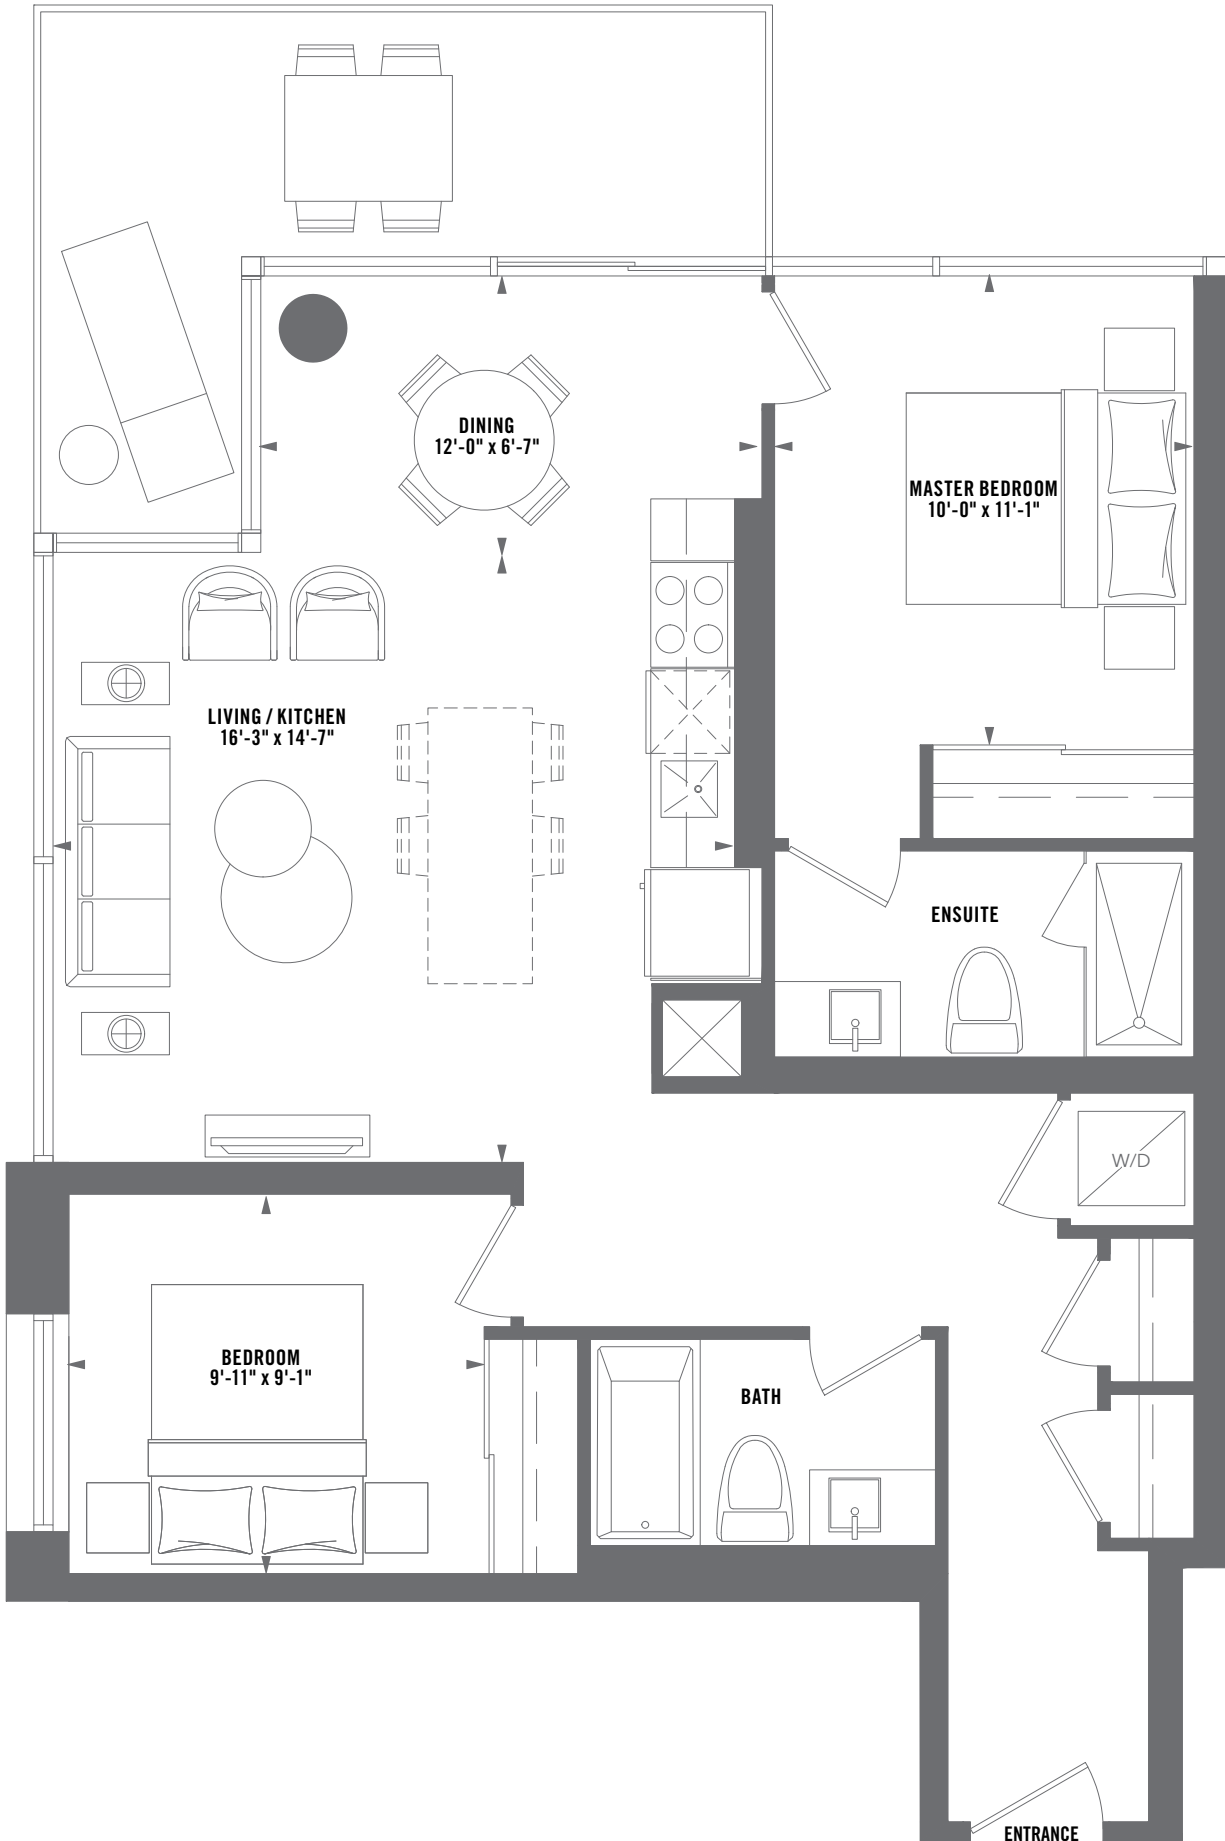 DINING
12'-0" x 6'-7"
MASTER BEDROOM
10'-0" x 11'-1"
LIVING / KITCHEN
16'-3" x 14'-7"
ENSUITE
W/D
BEDROOM
9'-11" x 9'-1"
BATH
ENTRANCE